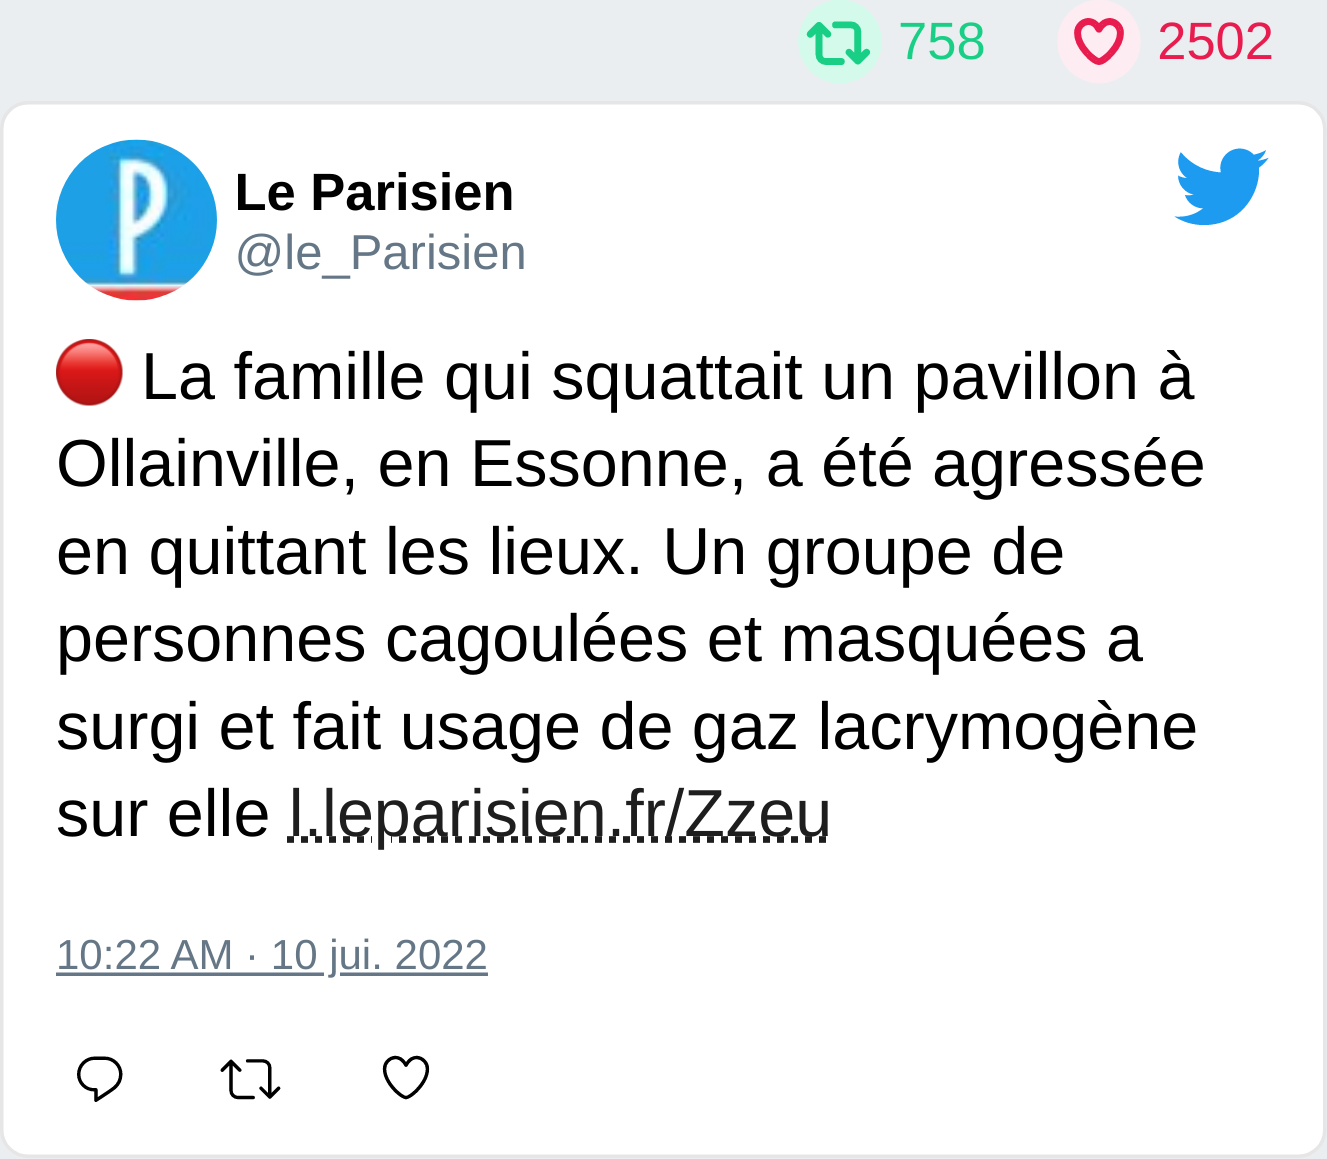 758 2502
Le Parisien
@le_Parisien
🔴 La famille qui squattait un pavillon à
Ollainville, en Essonne, a été agressée
en quittant les lieux. Un groupe de
personnes cagoulées et masquées a
surgi et fait usage de gaz lacrymogène
sur elle l.leparisien.fr/Zzeu
10:22 AM · 10 jui. 2022